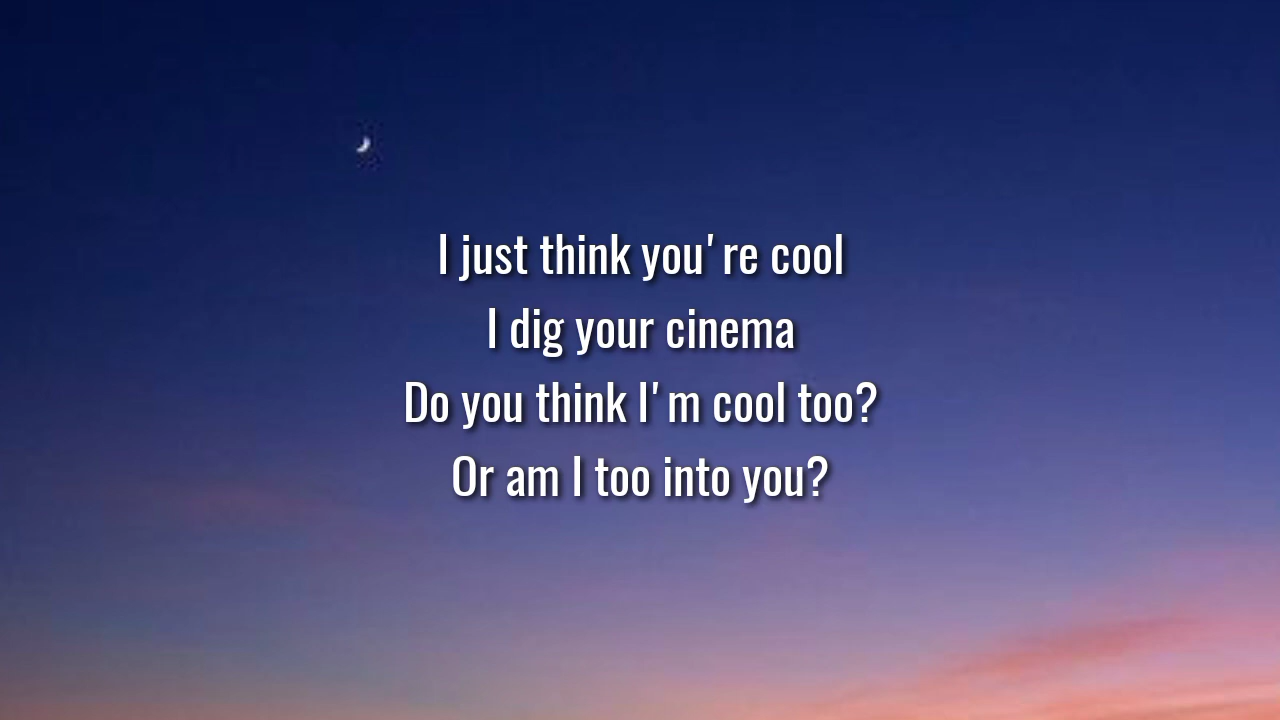 I just think you're cool
I dig your cinema
Do you think I'm cool too?
Or am I too into you?